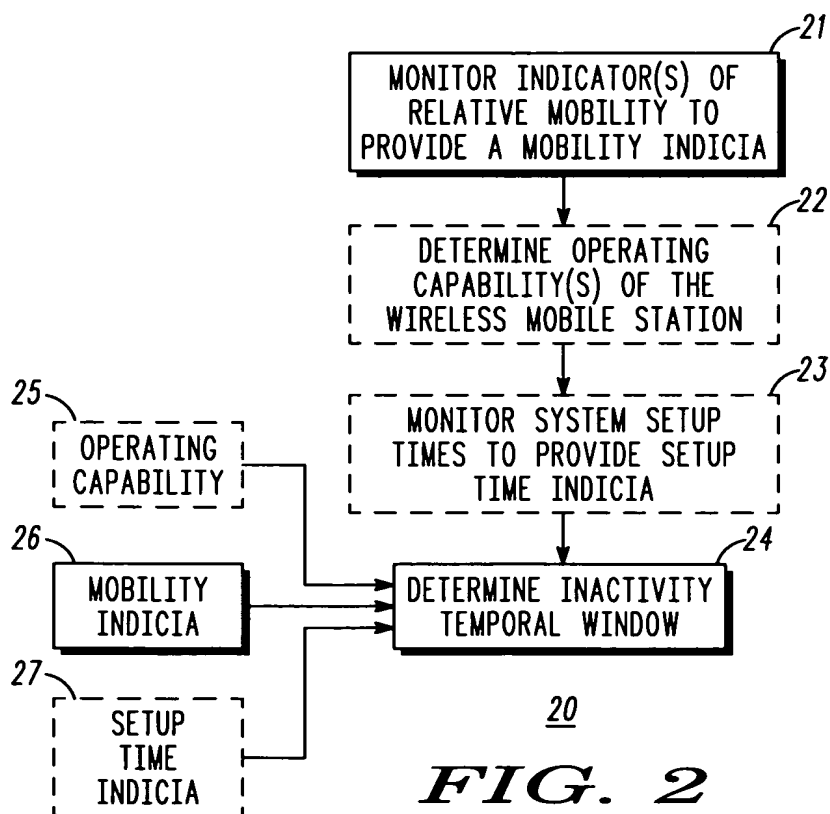 21
MONITOR INDICATOR(S) OF
RELATIVE MOBILITY TO
PROVIDE A MOBILITY INDICIA
22
DETERMINE OPERATING
CAPABILITY(S) OF THE
WIRELESS MOBILE STATION
23
MONITOR SYSTEM SETUP
TIMES TO PROVIDE SETUP
TIME INDICIA
25
OPERATING
CAPABILITY
26
MOBILITY
INDICIA
24
DETERMINE INACTIVITY
TEMPORAL WINDOW
27
SETUP
TIME
INDICIA
20
FIG. 2